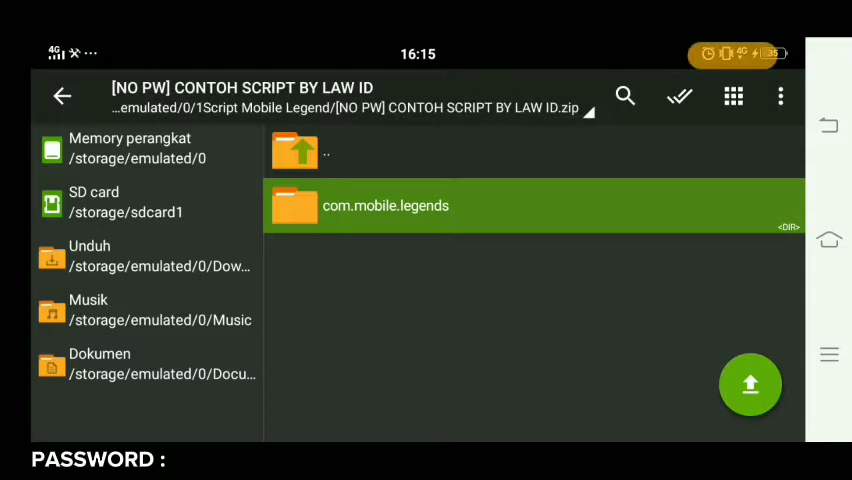 4G ... 16:15 4G 35
[NO PW] CONTOH SCRIPT BY LAW ID
...emulated/0/1Script Mobile Legend/[NO PW] CONTOH SCRIPT BY LAW ID.zip
Memory perangkat
/storage/emulated/0
SD card
/storage/sdcard1
Unduh
/storage/emulated/0/Dow...
Musik
/storage/emulated/0/Music
Dokumen
/storage/emulated/0/Docu...
..
com.mobile.legends
<DIR>
PASSWORD :